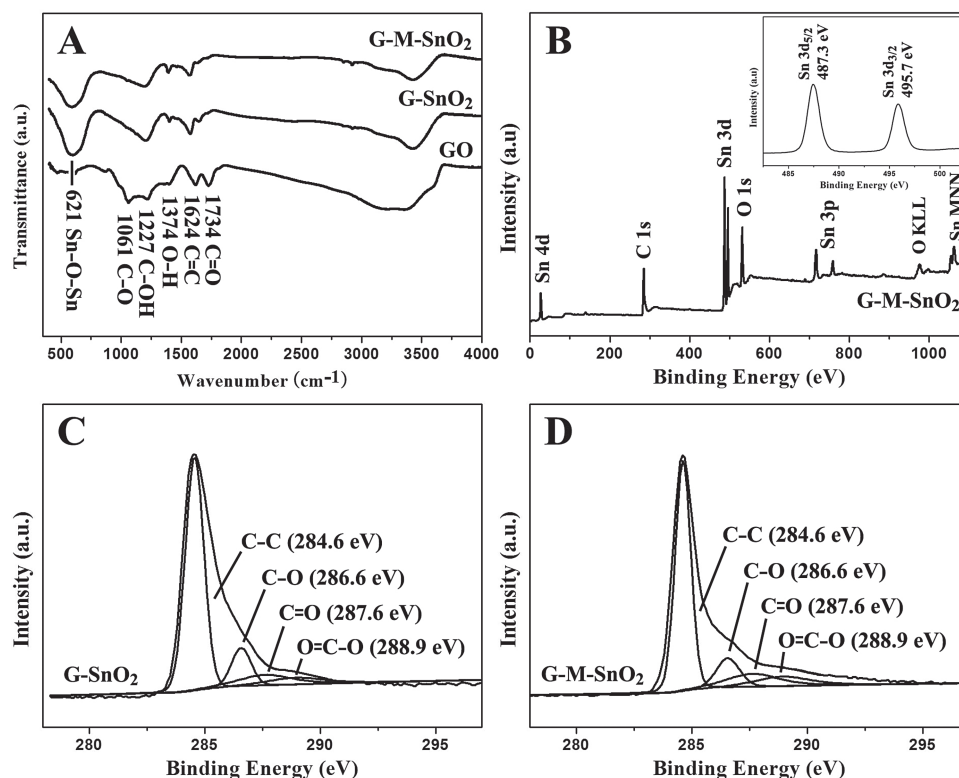 A
G-M-SnO2
G-SnO2
GO
621 Sn-O-Sn
1061 C-O
1227 C-OH
1374 O-H
1624 C=C
1734 C=O
Transmittance (a.u.)
500 1000 1500 2000 2500 3000 3500 4000
Wavenumber (cm-1)
B
Sn 4d
C 1s
Sn 3d
O 1s
Sn 3p
O KLL
Sn MNN
G-M-SnO2
Intensity (a.u)
0 200 400 600 800 1000
Binding Energy (eV)
Sn 3d5/2
487.3 eV
Sn 3d3/2
495.7 eV
Intensity (a.u)
485 490 495 500
Binding Energy (eV)
C
C-C (284.6 eV)
C-O (286.6 eV)
C=O (287.6 eV)
O=C-O (288.9 eV)
G-SnO2
Intensity (a.u.)
280 285 290 295
Binding Energy (eV)
D
C-C (284.6 eV)
C-O (286.6 eV)
C=O (287.6 eV)
O=C-O (288.9 eV)
G-M-SnO2
Intensity (a.u.)
280 285 290 295
Binding Energy (eV)